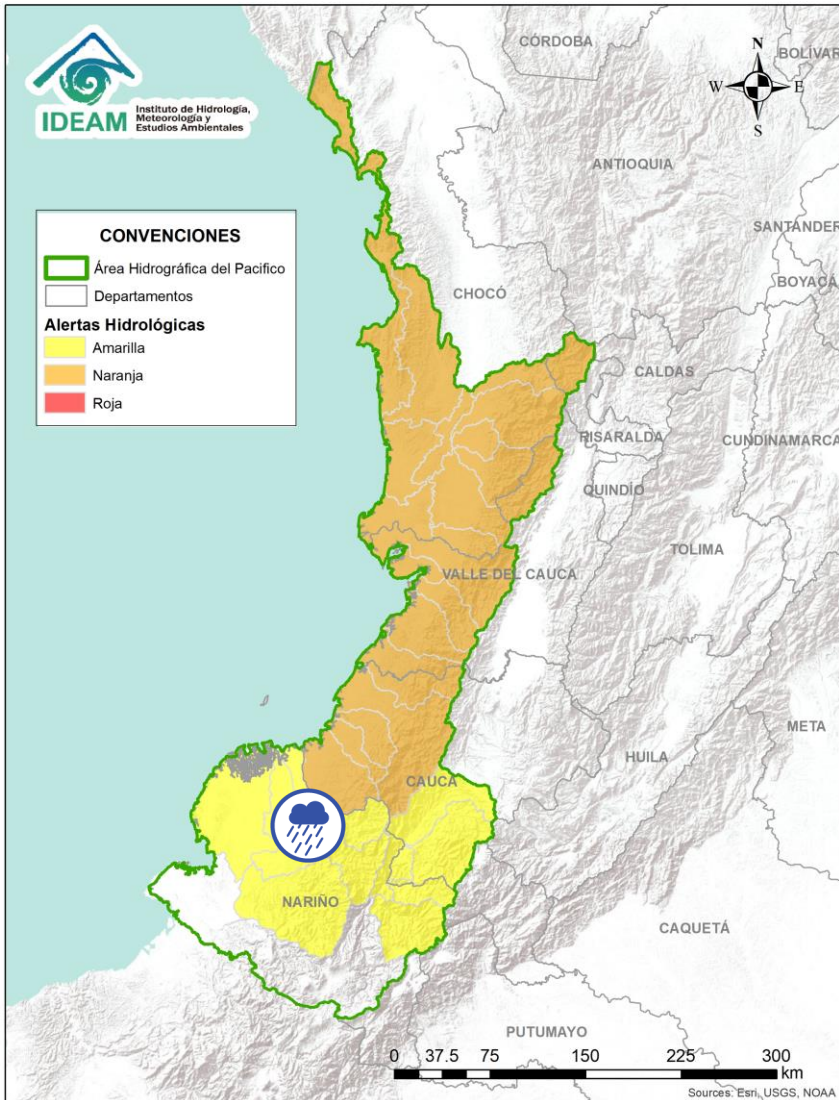 IDEAM
Instituto de Hidrología,
Meteorología y
Estudios Ambientales
CÓRDOBA
BOLÍVAR
N
W
E
S
ANTIOQUIA
CONVENCIONES
Área Hidrográfica del Pacifico
Departamentos
Alertas Hidrológicas
Amarilla
Naranja
Roja
SANTANDER
BOYACÁ
CHOCÓ
CALDAS
RISARALDA
CUNDINAMARCA
QUINDÍO
TOLIMA
VALLE DEL CAUCA
META
HUILA
CAUCA
NARIÑO
CAQUETÁ
PUTUMAYO
0 37.5 75 150 225 300
km
Sources: Esri, USGS, NOAA